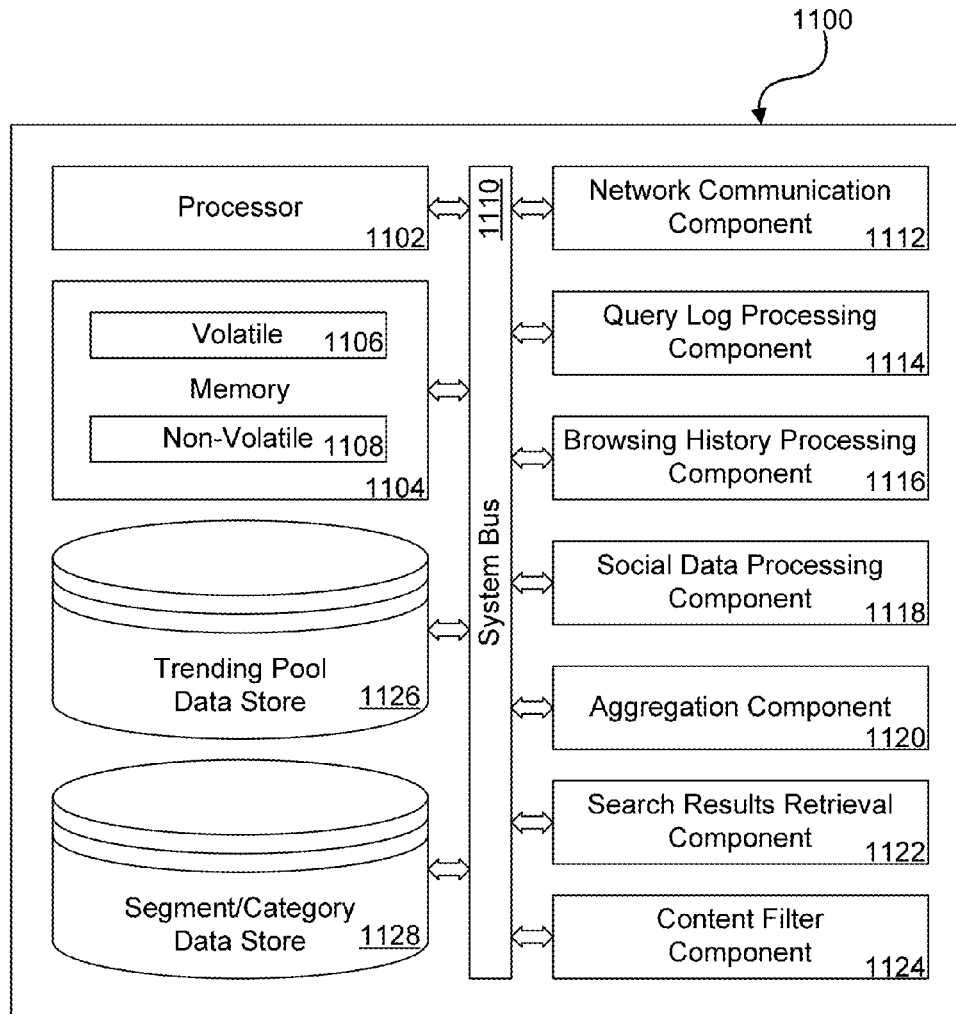 1100
Processor
1102
Volatile
1106
Memory
Non-Volatile
1108
1104
Trending Pool
Data Store
1126
Segment/Category
Data Store
1128
System Bus
1110
Network Communication
Component
1112
Query Log Processing
Component
1114
Browsing History Processing
Component
1116
Social Data Processing
Component
1118
Aggregation Component
1120
Search Results Retrieval
Component
1122
Content Filter
Component
1124